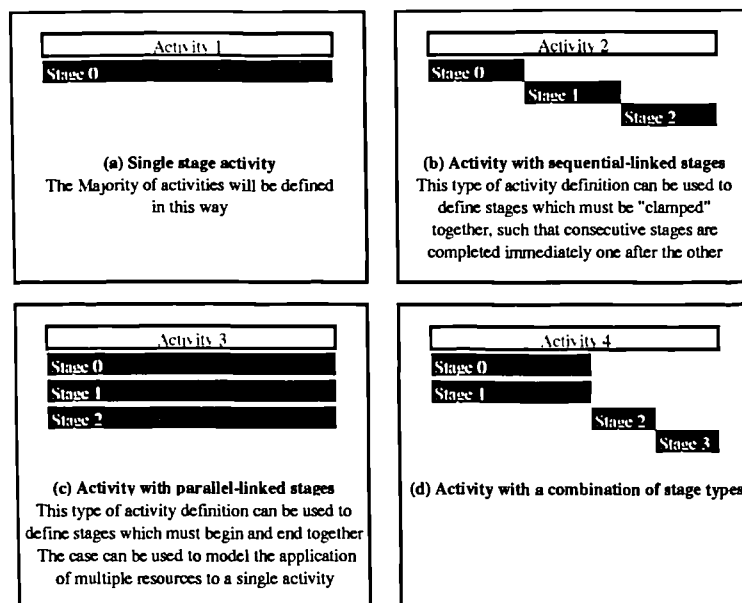 Activity 1
Stage 0
(a) Single stage activity
The Majority of activities will be defined
in this way
Activity 2
Stage 0
Stage 1
Stage 2
(b) Activity with sequential-linked stages
This type of activity definition can be used to
define stages which must be "clamped"
together, such that consecutive stages are
completed immediately one after the other
Activity 3
Stage 0
Stage 1
Stage 2
(c) Activity with parallel-linked stages
This type of activity definition can be used to
define stages which must begin and end together
The case can be used to model the application
of multiple resources to a single activity
Activity 4
Stage 0
Stage 1
Stage 2
Stage 3
(d) Activity with a combination of stage types